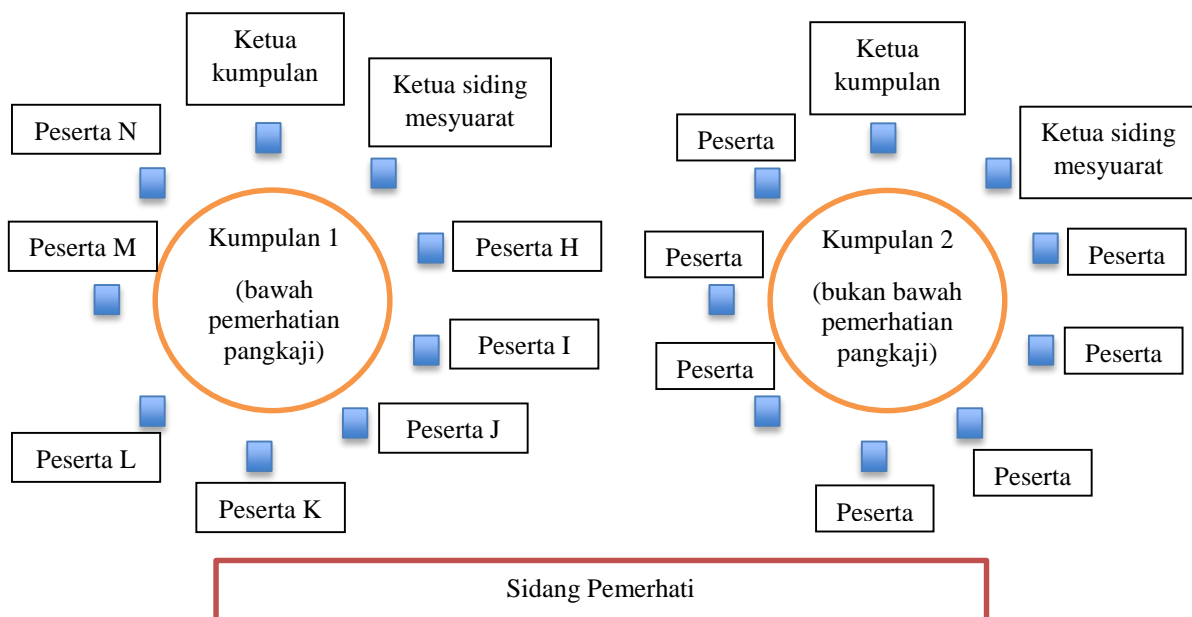 Ketua
kumpulan
Ketua siding
mesyuarat
Peserta N
Peserta M
Kumpulan 1
(bawah
pemerhatian
pangkaji)
Peserta H
Peserta I
Peserta J
Peserta L
Peserta K
Ketua
kumpulan
Ketua siding
mesyuarat
Peserta
Peserta
Kumpulan 2
(bukan bawah
pemerhatian
pangkaji)
Peserta
Peserta
Peserta
Peserta
Peserta
Sidang Pemerhati